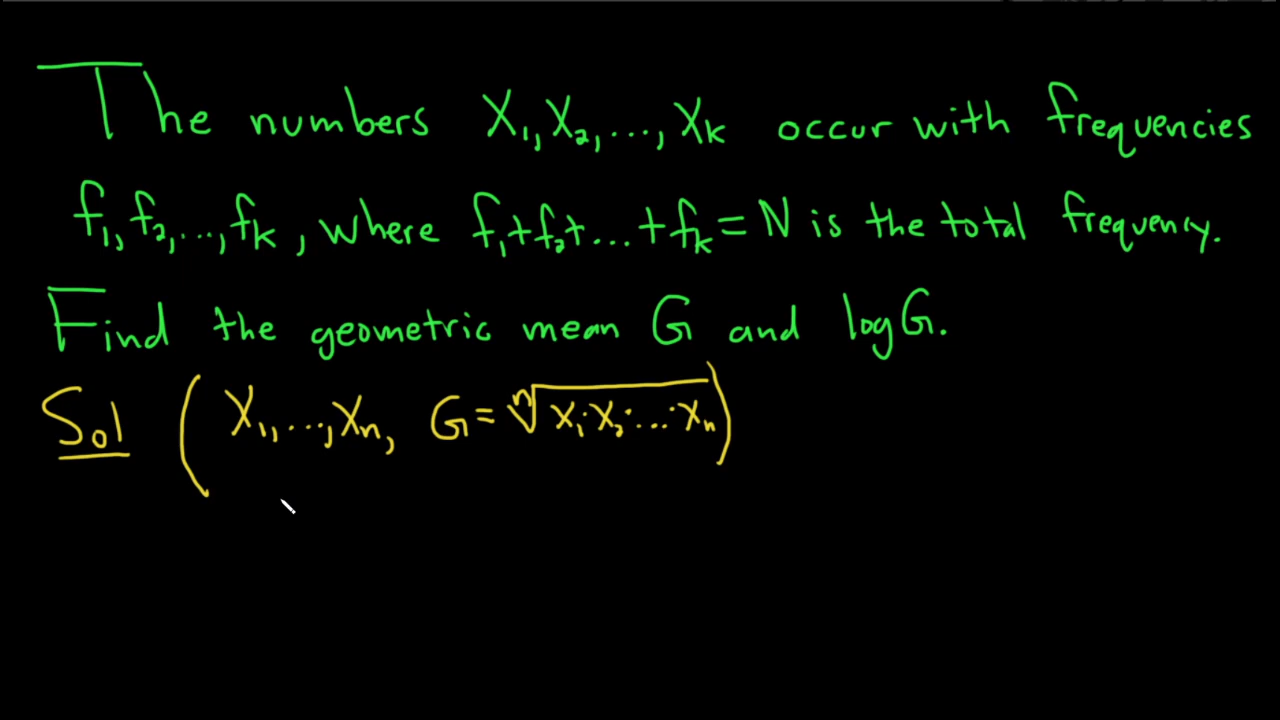 The numbers X₁, X₂, ..., Xₖ occur with frequencies
f₁, f₂, ..., fₖ, where f₁+f₂+...+fₖ = N is the total frequency.
Find the geometric mean G and log G.
Sol ( X₁, ..., Xₙ, G = ⁿ√(X₁·X₂·...·Xₙ) )